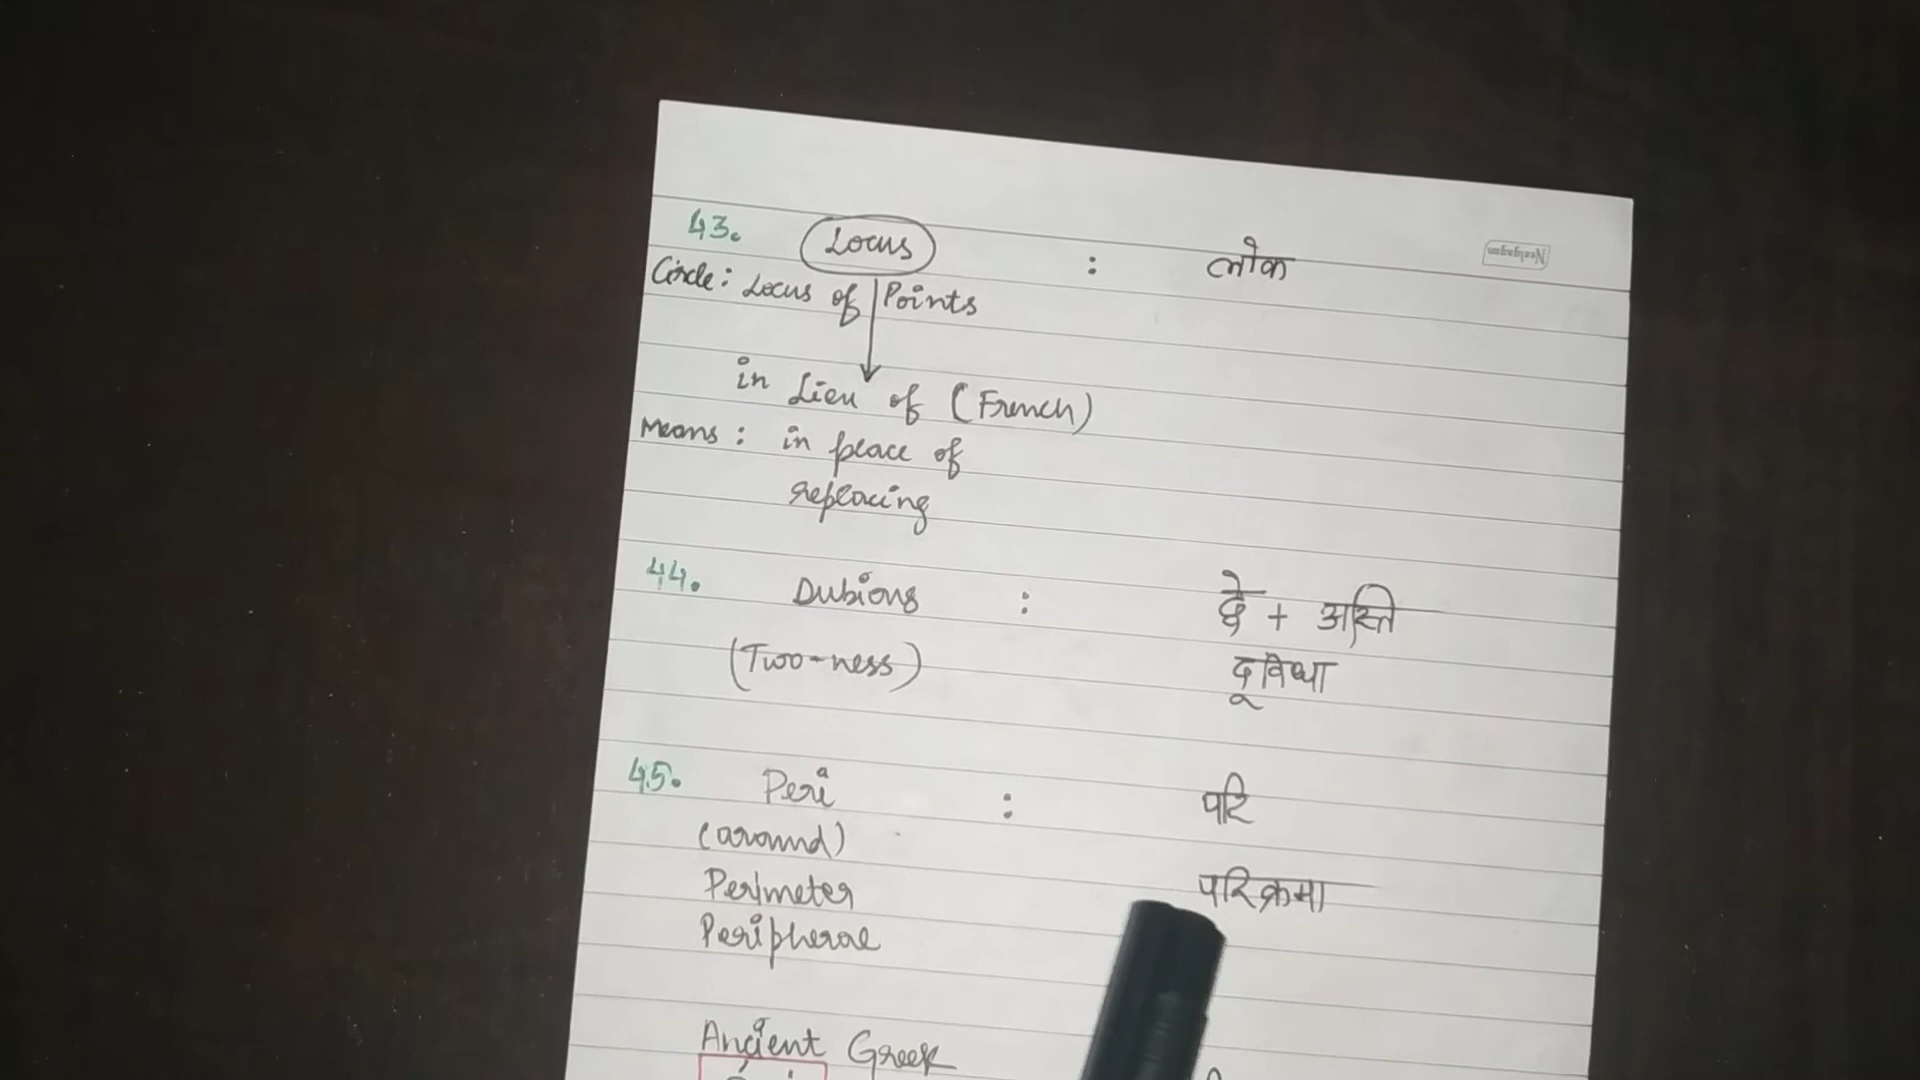 43. Locus : लोक
Neelgagan
Circle: Locus of Points
in Lieu of (French)
Means: in place of
replacing
44. Dubious : द्वे + अस्ति
(Two-ness) दूविधा
45. Peri : परि
(around)
Perimeter परिक्रमा
Peripheral
Ancient Greek